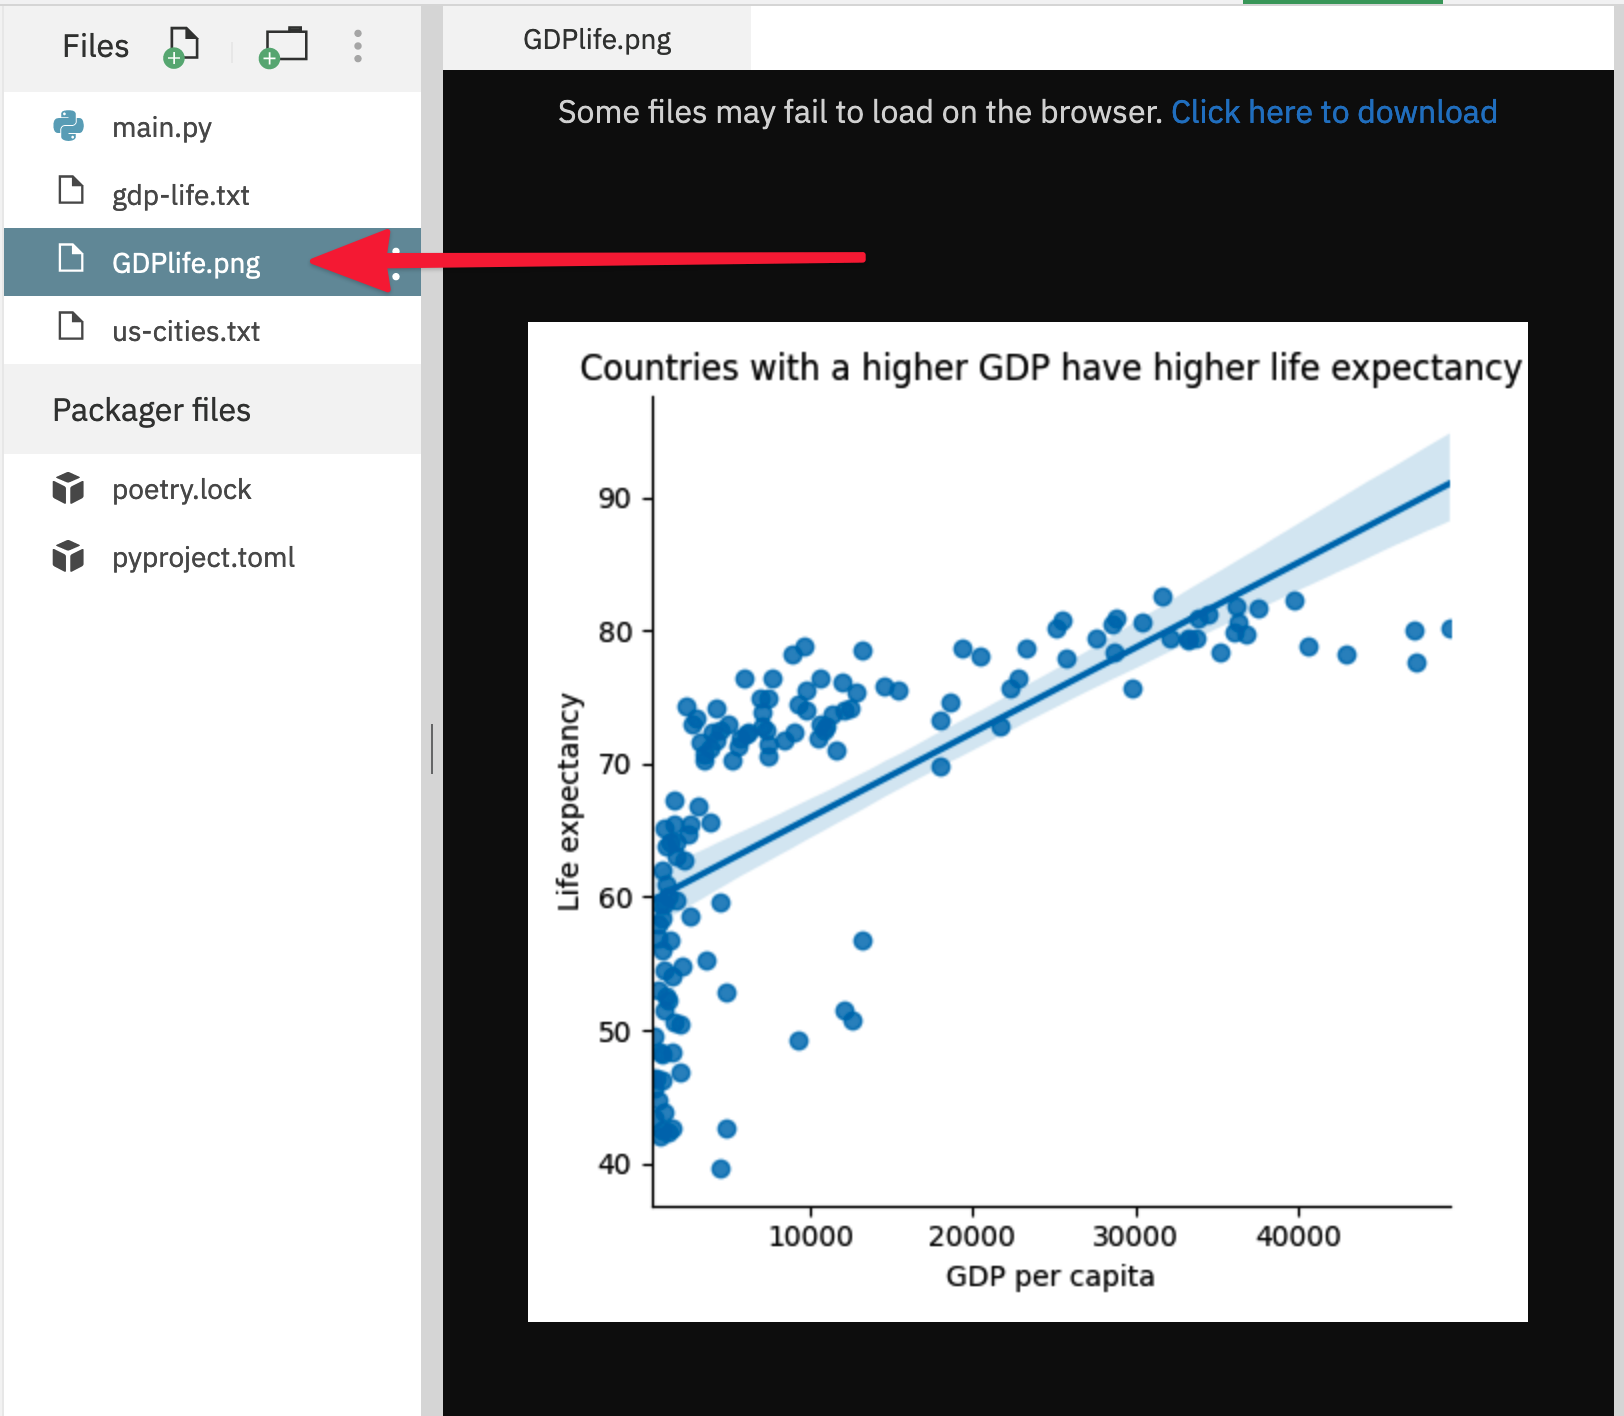 Files
main.py
gdp-life.txt
GDPlife.png
us-cities.txt
Packager files
poetry.lock
pyproject.toml
GDPlife.png
Some files may fail to load on the browser. Click here to download
Countries with a higher GDP have higher life expectancy
Life expectancy
90
80
70
60
50
40
10000 20000 30000 40000
GDP per capita